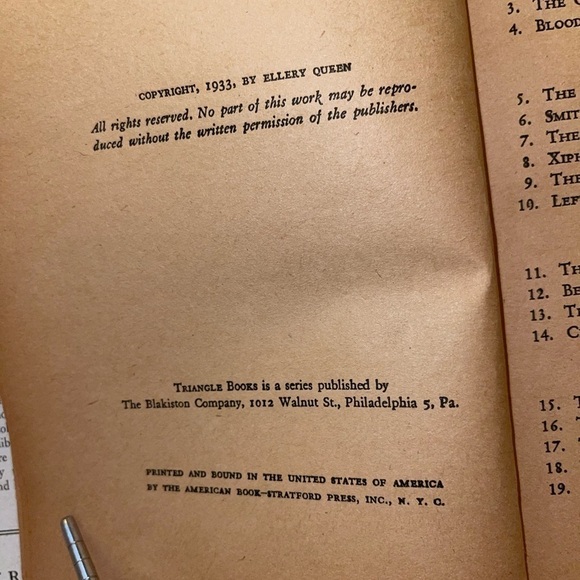 COPYRIGHT, 1933, BY ELLERY QUEEN
All rights reserved. No part of this work may be repro-
duced without the written permission of the publishers.
TRIANGLE BOOKS is a series published by
The Blakiston Company, 1012 Walnut St., Philadelphia 5, Pa.
PRINTED AND BOUND IN THE UNITED STATES OF AMERICA
BY THE AMERICAN BOOK–STRATFORD PRESS, INC., N. Y. C.
3. THE
4. BLOOD
5. THE
6. SMIT
7. THE
8. XIPH
9. THE
10. LEF
11. TH
12. BE
13. T
14. C
15. T
16.
17.
18.
19.